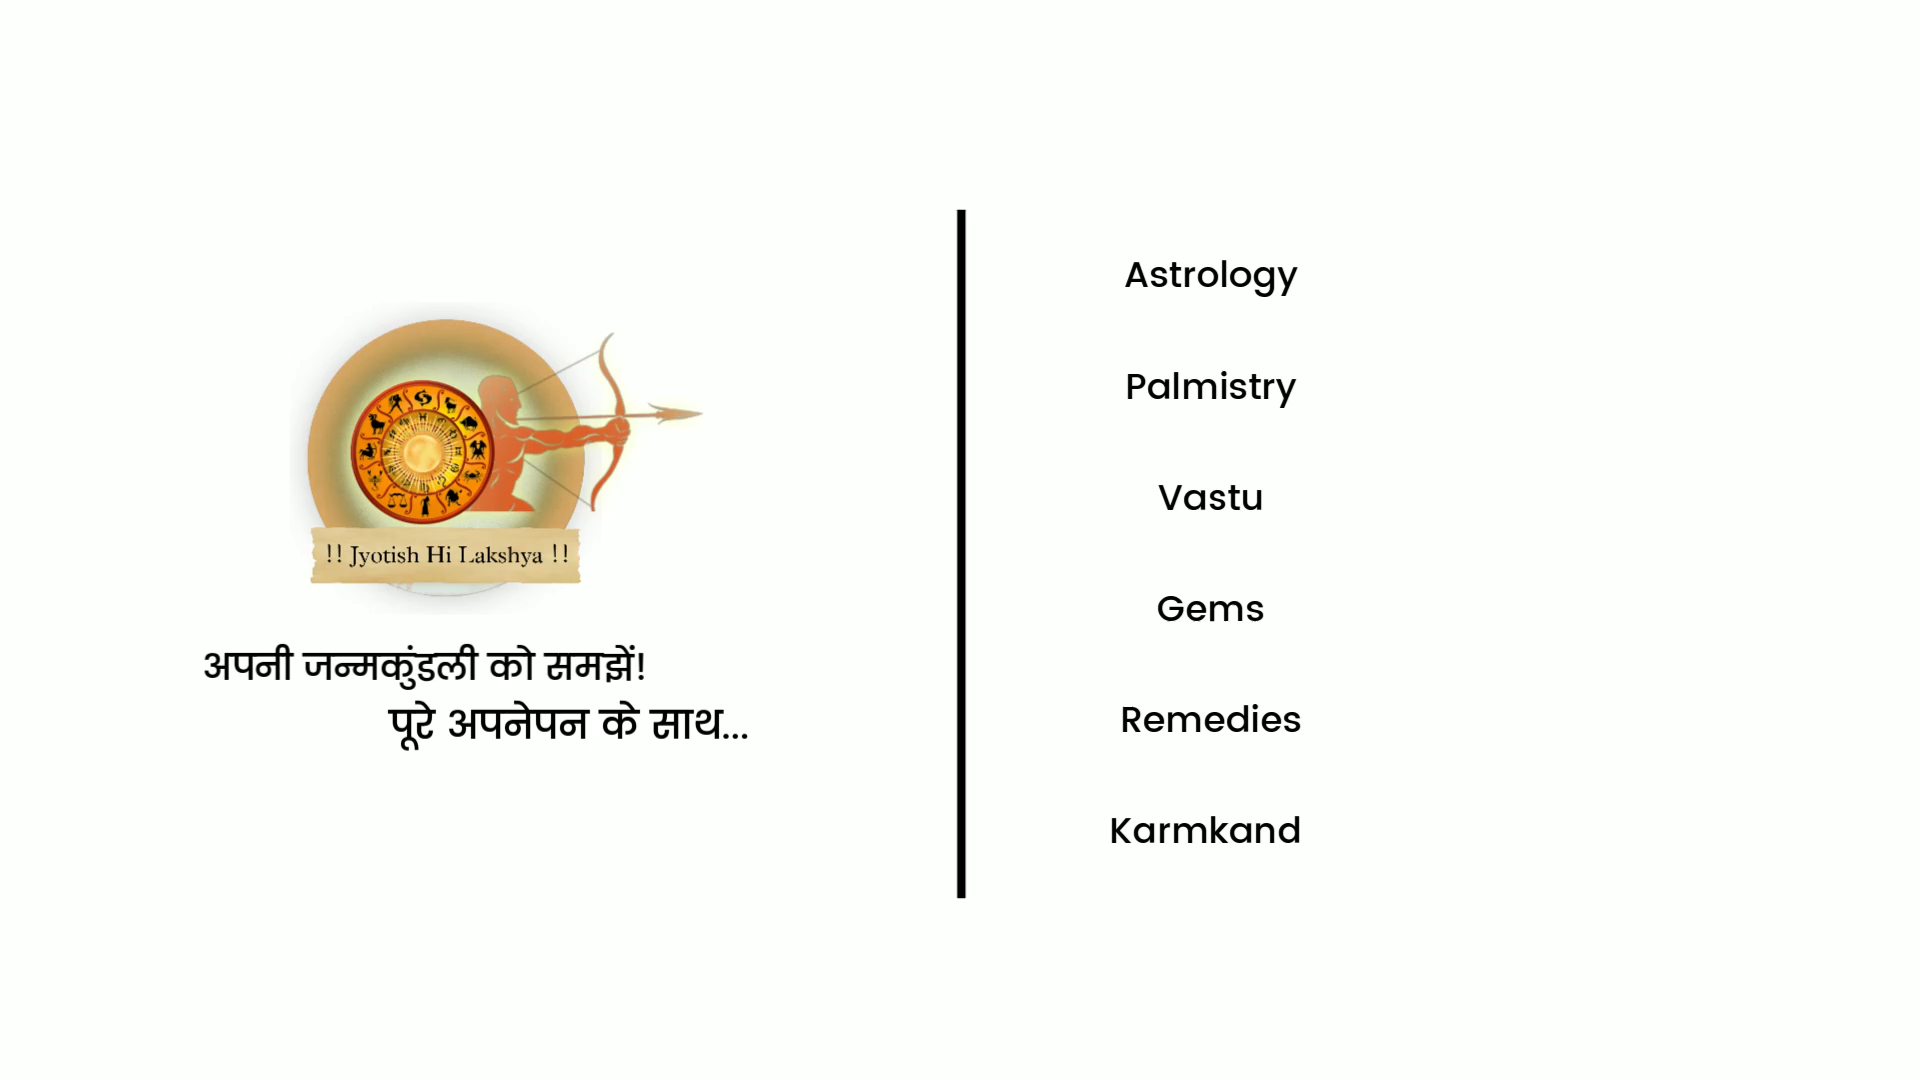 !! Jyotish Hi Lakshya !!
अपनी जन्मकुंडली को समझें!
पूरे अपनेपन के साथ...
Astrology
Palmistry
Vastu
Gems
Remedies
Karmkand